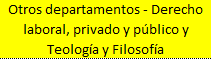 Otros departamentos - Derecho
laboral, privado y público y
Teología y Filosofía